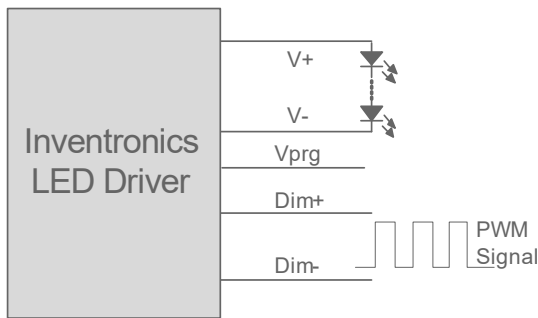 V+
V-
Inventronics
LED Driver
Vprg
Dim+
PWM
Signal
Dim-